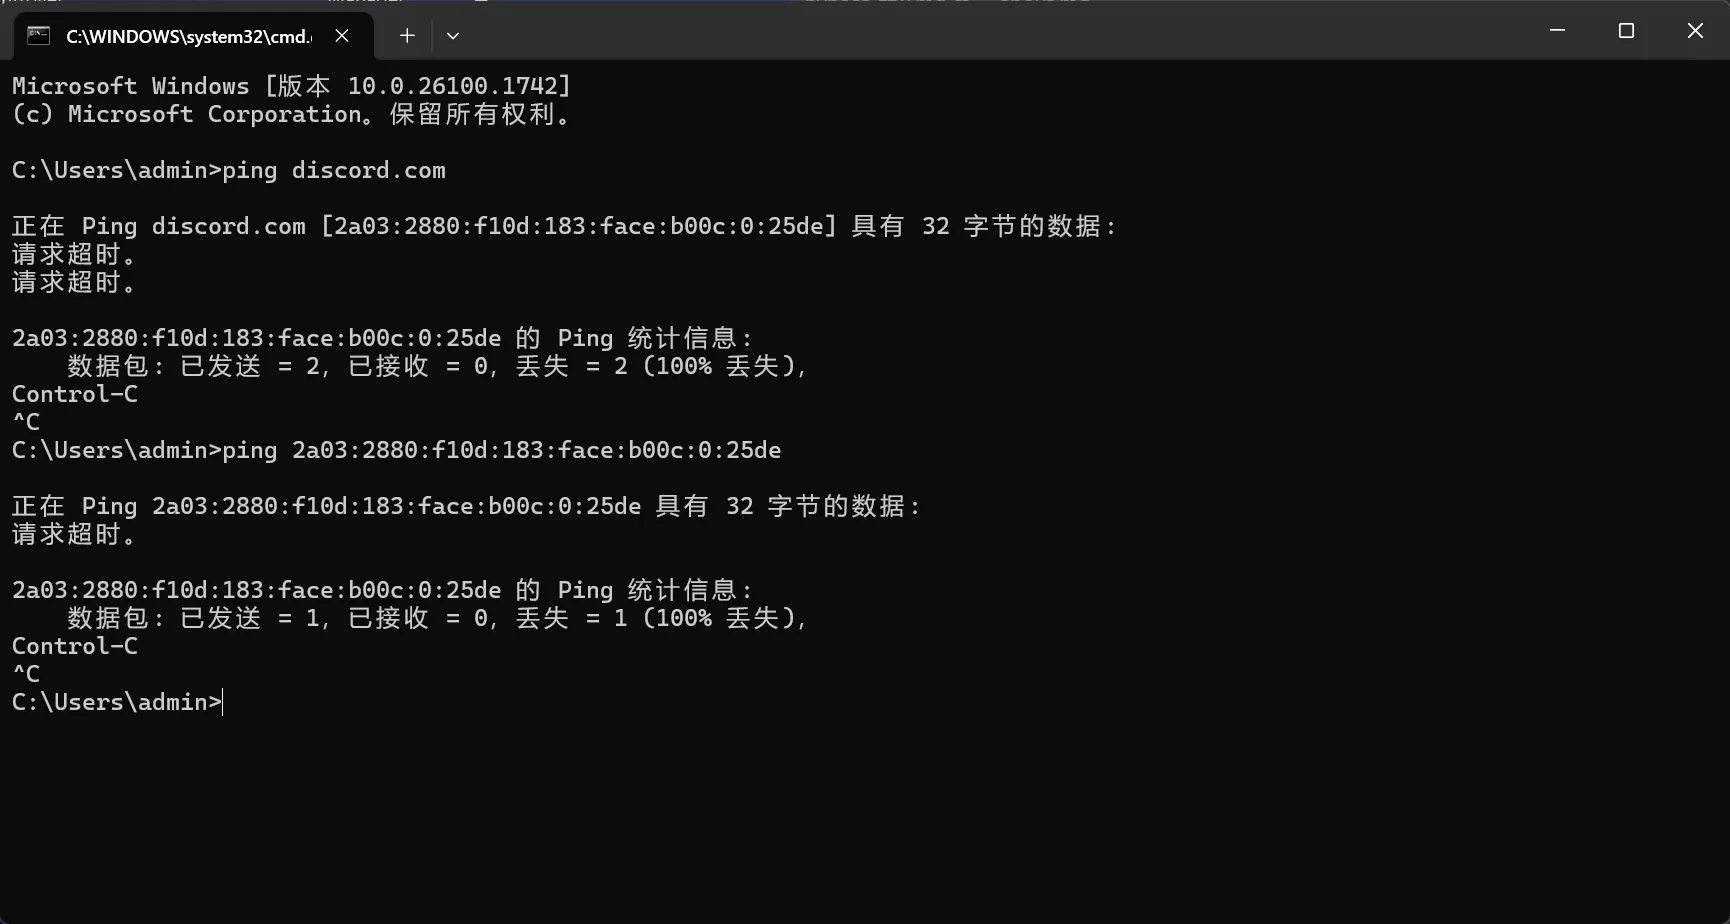 C:\WINDOWS\system32\cmd.
Microsoft Windows [版本 10.0.26100.1742]
(c) Microsoft Corporation。保留所有权利。
C:\Users\admin>ping discord.com
正在 Ping discord.com [2a03:2880:f10d:183:face:b00c:0:25de] 具有 32 字节的数据:
请求超时。
请求超时。
2a03:2880:f10d:183:face:b00c:0:25de 的 Ping 统计信息:
数据包: 已发送 = 2, 已接收 = 0, 丢失 = 2 (100% 丢失),
Control-C
^C
C:\Users\admin>ping 2a03:2880:f10d:183:face:b00c:0:25de
正在 Ping 2a03:2880:f10d:183:face:b00c:0:25de 具有 32 字节的数据:
请求超时。
2a03:2880:f10d:183:face:b00c:0:25de 的 Ping 统计信息:
数据包: 已发送 = 1, 已接收 = 0, 丢失 = 1 (100% 丢失),
Control-C
^C
C:\Users\admin>